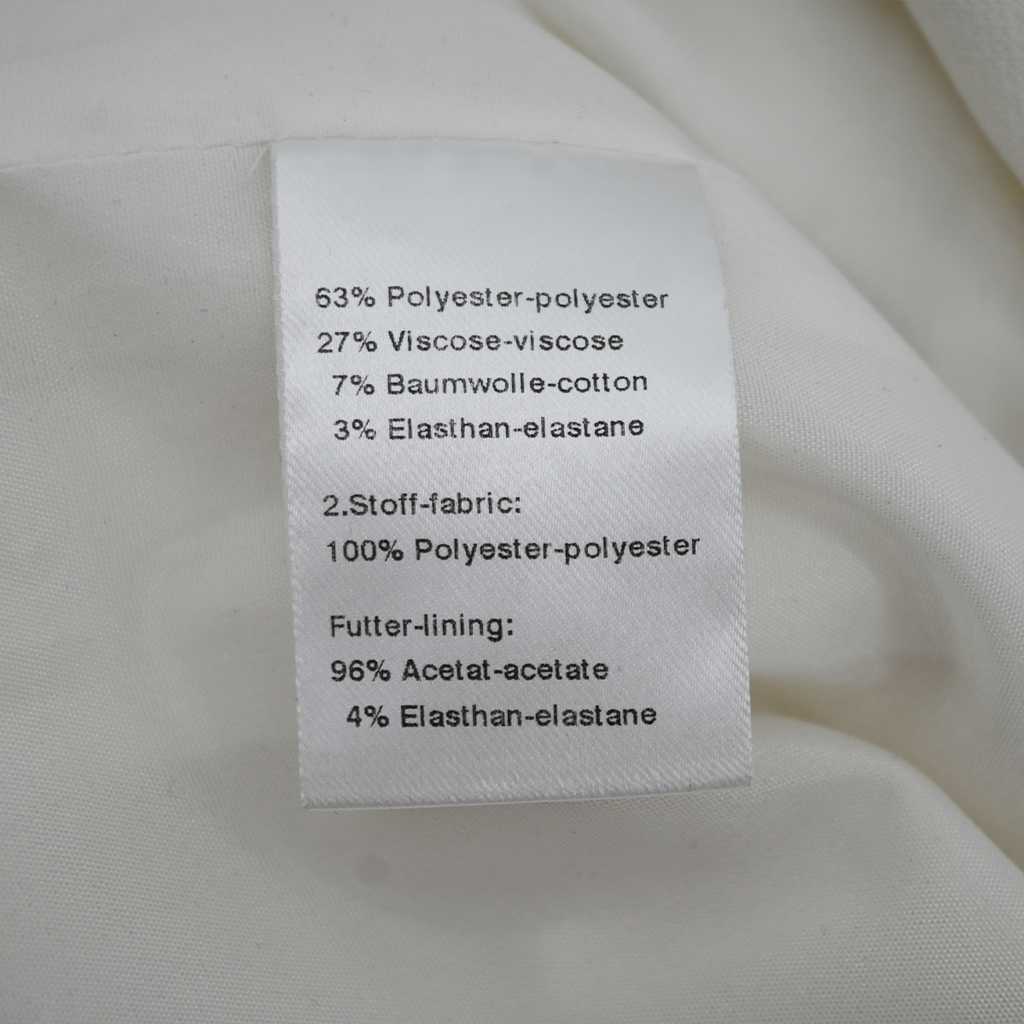 63% Polyester-polyester
27% Viscose-viscose
7% Baumwolle-cotton
3% Elasthan-elastane
2.Stoff-fabric:
100% Polyester-polyester
Futter-lining:
96% Acetat-acetate
4% Elasthan-elastane